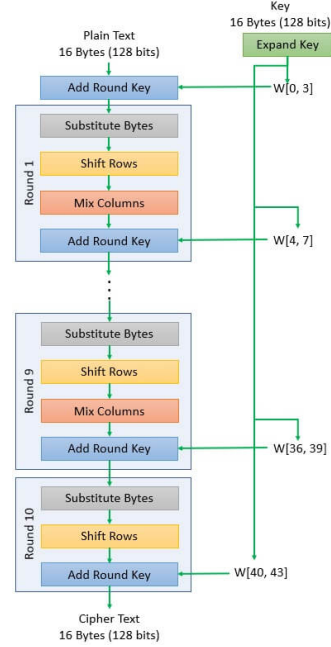 Plain Text
16 Bytes (128 bits)
Key
16 Bytes (128 bits)
Expand Key
Add Round Key
W[0, 3]
Round 1
Substitute Bytes
Shift Rows
Mix Columns
Add Round Key
W[4, 7]
Round 9
Substitute Bytes
Shift Rows
Mix Columns
Add Round Key
W[36, 39]
Round 10
Substitute Bytes
Shift Rows
Add Round Key
W[40, 43]
Cipher Text
16 Bytes (128 bits)